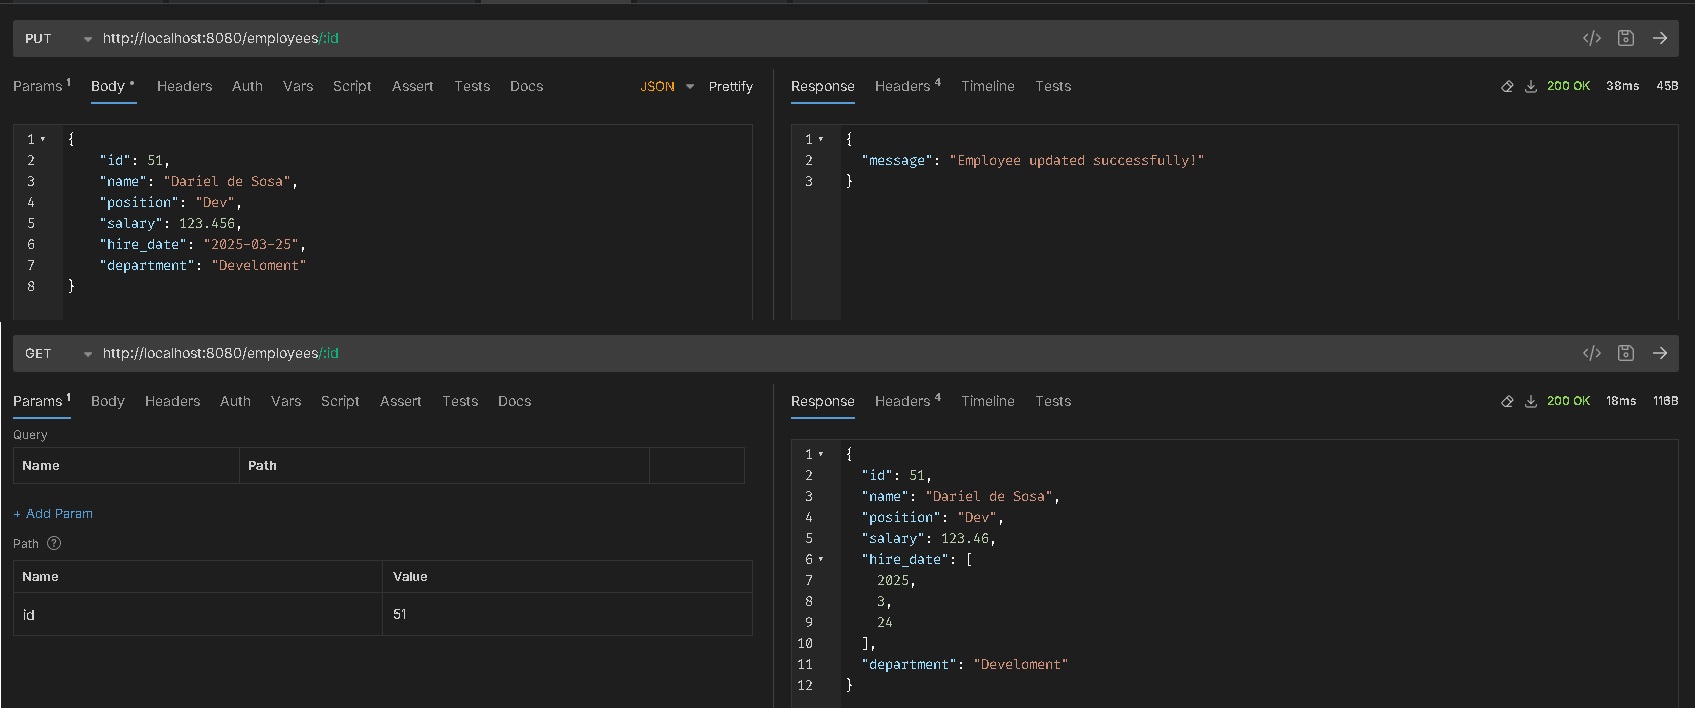 PUT http://localhost:8080/employees/:id
Params 1 Body • Headers Auth Vars Script Assert Tests Docs JSON Prettify
Response Headers 4 Timeline Tests 200 OK 38ms 45B
1 {
2 "id": 51,
3 "name": "Dariel de Sosa",
4 "position": "Dev",
5 "salary": 123.456,
6 "hire_date": "2025-03-25",
7 "department": "Develoment"
8 }
1 {
2 "message": "Employee updated successfully!"
3 }
GET http://localhost:8080/employees/:id
Params 1 Body Headers Auth Vars Script Assert Tests Docs
Query
Name Path
+ Add Param
Path ?
Name Value
id 51
Response Headers 4 Timeline Tests 200 OK 18ms 116B
1 {
2 "id": 51,
3 "name": "Dariel de Sosa",
4 "position": "Dev",
5 "salary": 123.46,
6 "hire_date": [
7 2025,
8 3,
9 24
10 ],
11 "department": "Develoment"
12 }